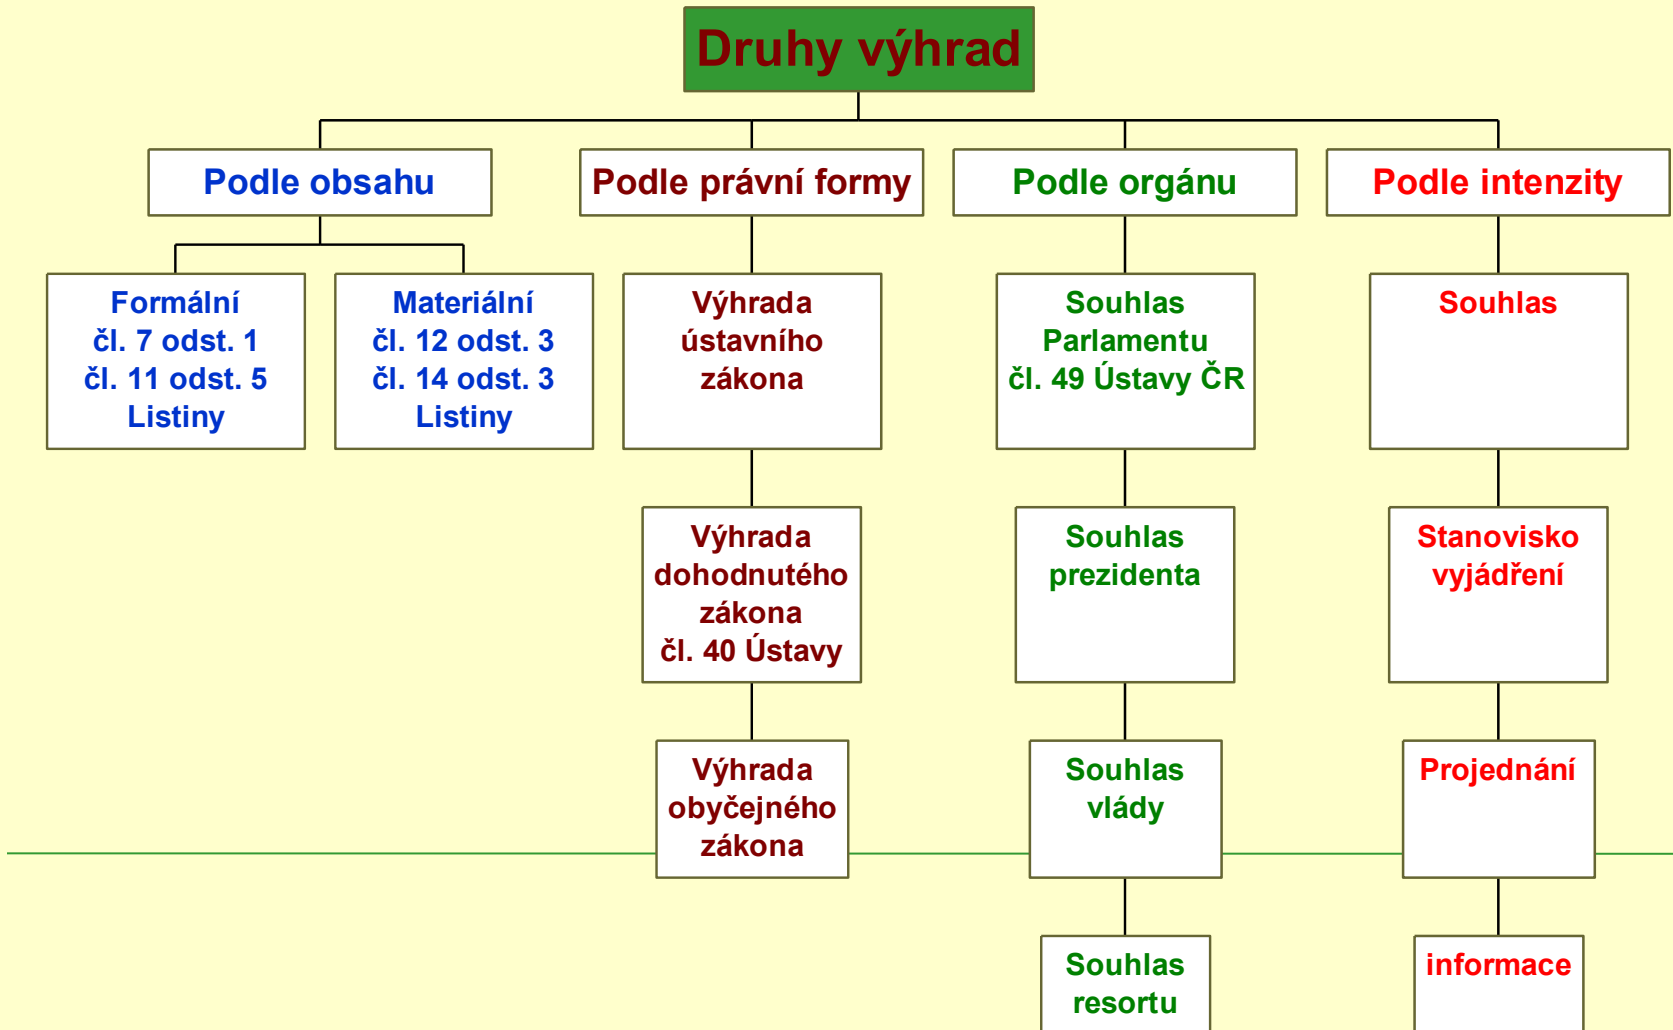 Druhy výhrad
Podle obsahu
Podle právní formy
Podle orgánu
Podle intenzity
Formální
čl. 7 odst. 1
čl. 11 odst. 5
Listiny
Materiální
čl. 12 odst. 3
čl. 14 odst. 3
Listiny
Výhrada
ústavního
zákona
Souhlas
Parlamentu
čl. 49 Ústavy ČR
Souhlas
Výhrada
dohodnutého
zákona
čl. 40 Ústavy
Souhlas
prezidenta
Stanovisko
vyjádření
Výhrada
obyčejného
zákona
Souhlas
vlády
Projednání
Souhlas
resortu
informace